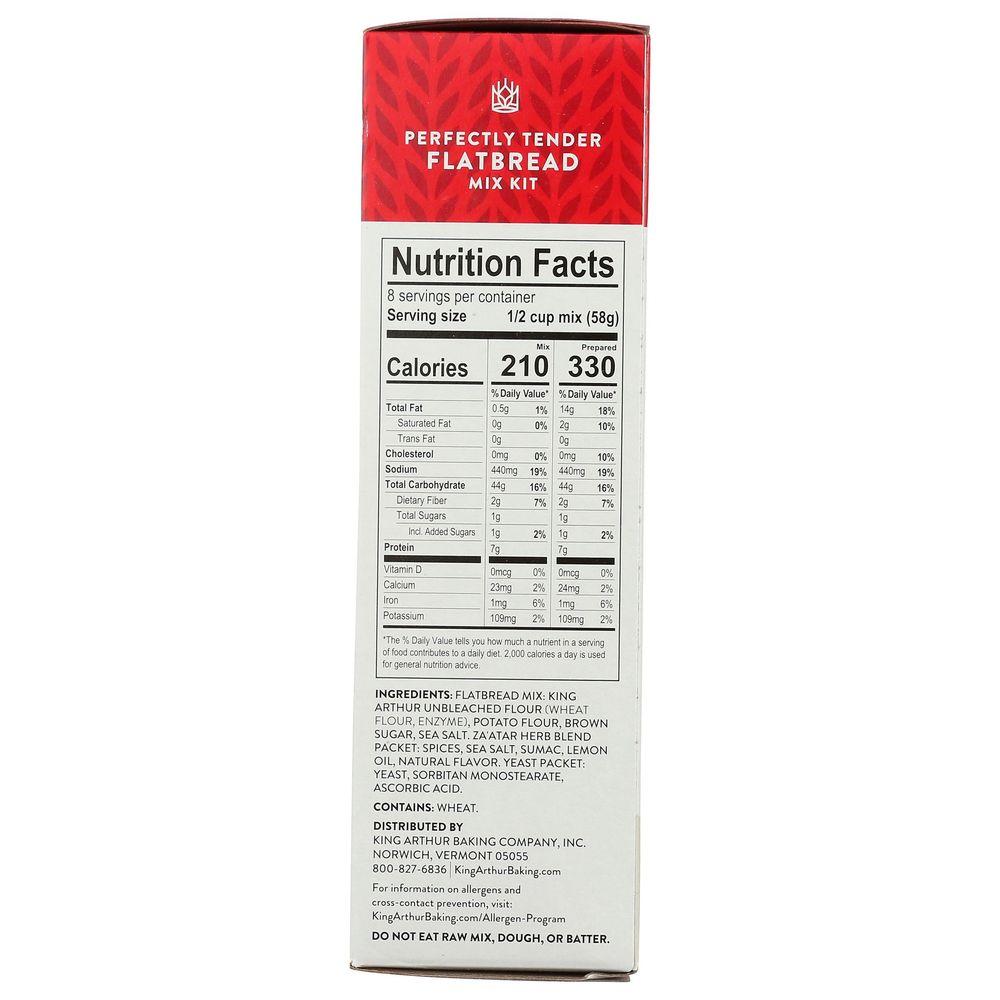 PERFECTLY TENDER
FLATBREAD
MIX KIT
Nutrition Facts
8 servings per container
Serving size 1/2 cup mix (58g)
Mix Prepared
Calories 210 330
% Daily Value* % Daily Value*
Total Fat 0.5g 1% 14g 18%
Saturated Fat 0g 0% 2g 10%
Trans Fat 0g 0g
Cholesterol 0mg 0% 0mg 10%
Sodium 440mg 19% 440mg 19%
Total Carbohydrate 44g 16% 44g 16%
Dietary Fiber 2g 7% 2g 7%
Total Sugars 1g 1g
Incl. Added Sugars 1g 2% 1g 2%
Protein 7g 7g
Vitamin D 0mcg 0% 0mcg 0%
Calcium 23mg 2% 24mg 2%
Iron 1mg 6% 1mg 6%
Potassium 109mg 2% 109mg 2%
*The % Daily Value tells you how much a nutrient in a serving
of food contributes to a daily diet. 2,000 calories a day is used
for general nutrition advice.
INGREDIENTS: FLATBREAD MIX: KING
ARTHUR UNBLEACHED FLOUR (WHEAT
FLOUR, ENZYME), POTATO FLOUR, BROWN
SUGAR, SEA SALT. ZA'ATAR HERB BLEND
PACKET: SPICES, SEA SALT, SUMAC, LEMON
OIL, NATURAL FLAVOR. YEAST PACKET:
YEAST, SORBITAN MONOSTEARATE,
ASCORBIC ACID.
CONTAINS: WHEAT.
DISTRIBUTED BY
KING ARTHUR BAKING COMPANY, INC.
NORWICH, VERMONT 05055
800-827-6836 | KingArthurBaking.com
For information on allergens and
cross-contact prevention, visit:
KingArthurBaking.com/Allergen-Program
DO NOT EAT RAW MIX, DOUGH, OR BATTER.